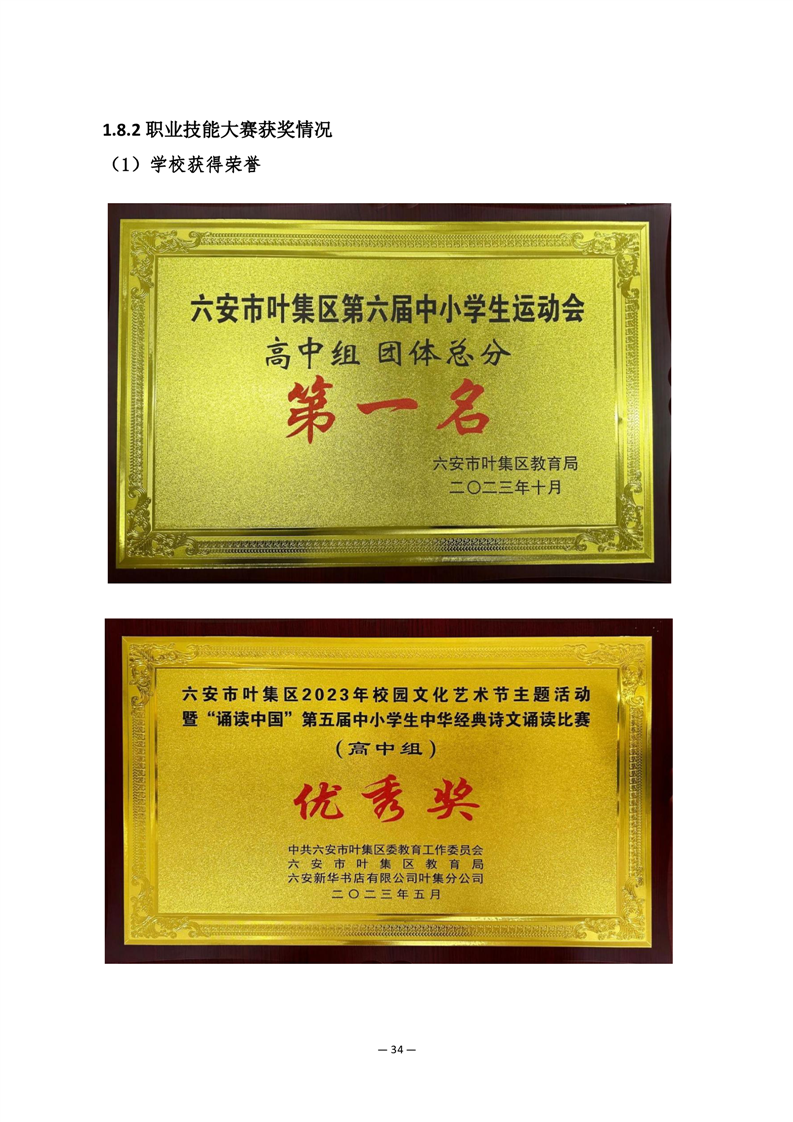 1.8.2 职业技能大赛获奖情况
（1）学校获得荣誉
六安市叶集区第六届中小学生运动会
高中组 团体总分
第一名
六安市叶集区教育局
二〇二三年十月
六安市叶集区2023年校园文化艺术节主题活动
暨“诵读中国”第五届中小学生中华经典诗文诵读比赛
（高中组）
优秀奖
中共六安市叶集区委教育工作委员会
六安市叶集区教育局
六安新华书店有限公司叶集分公司
二〇二三年五月
— 34 —